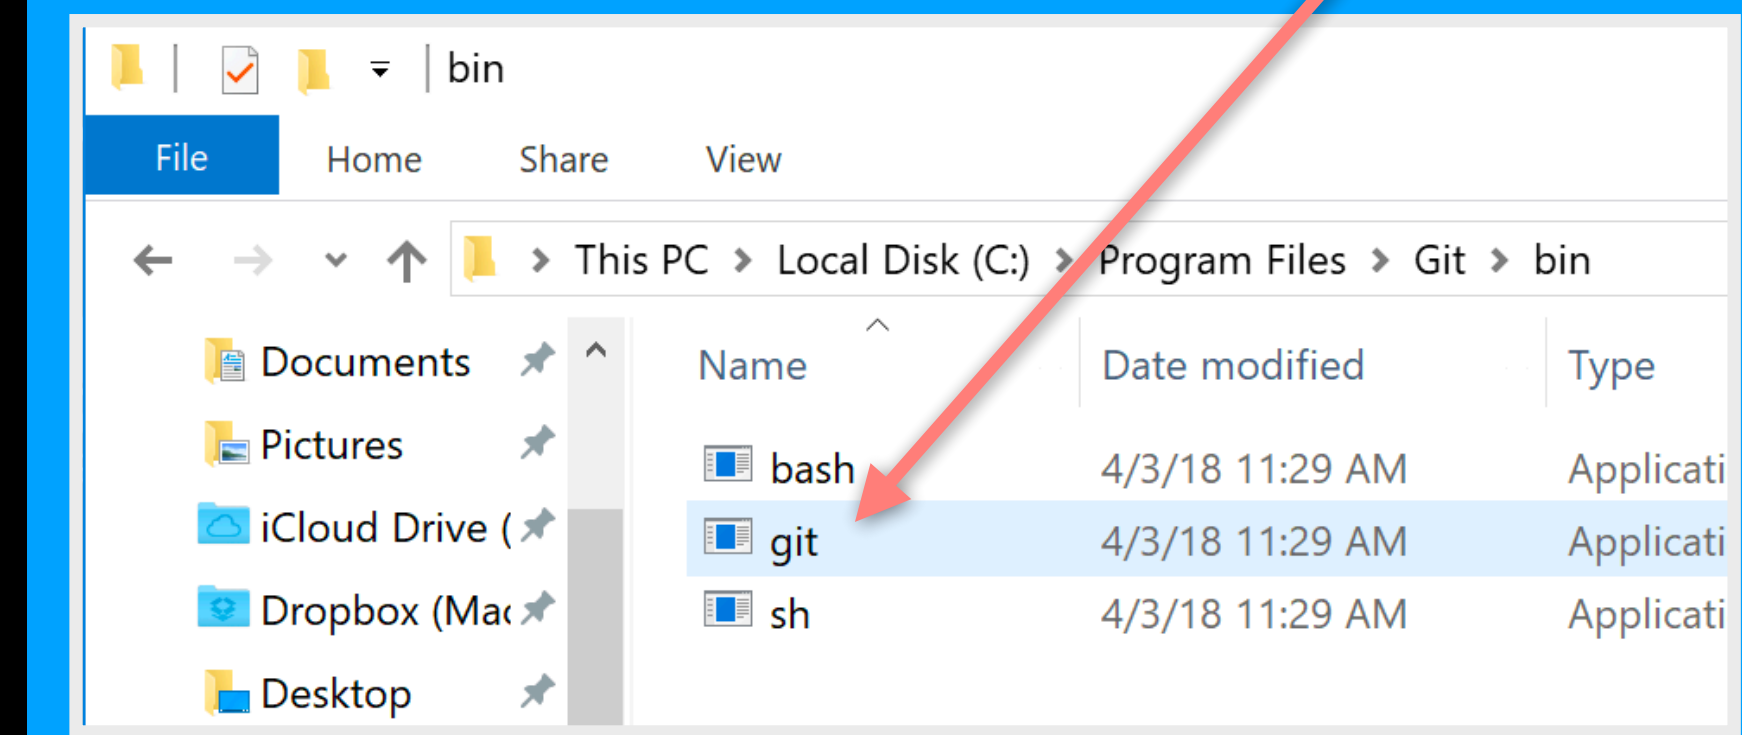 bin
File Home Share View
This PC > Local Disk (C:) > Program Files > Git > bin
Name Date modified Type
Documents
Pictures
iCloud Drive (
Dropbox (Mac
Desktop
bash 4/3/18 11:29 AM Applicati
git 4/3/18 11:29 AM Applicati
sh 4/3/18 11:29 AM Applicati